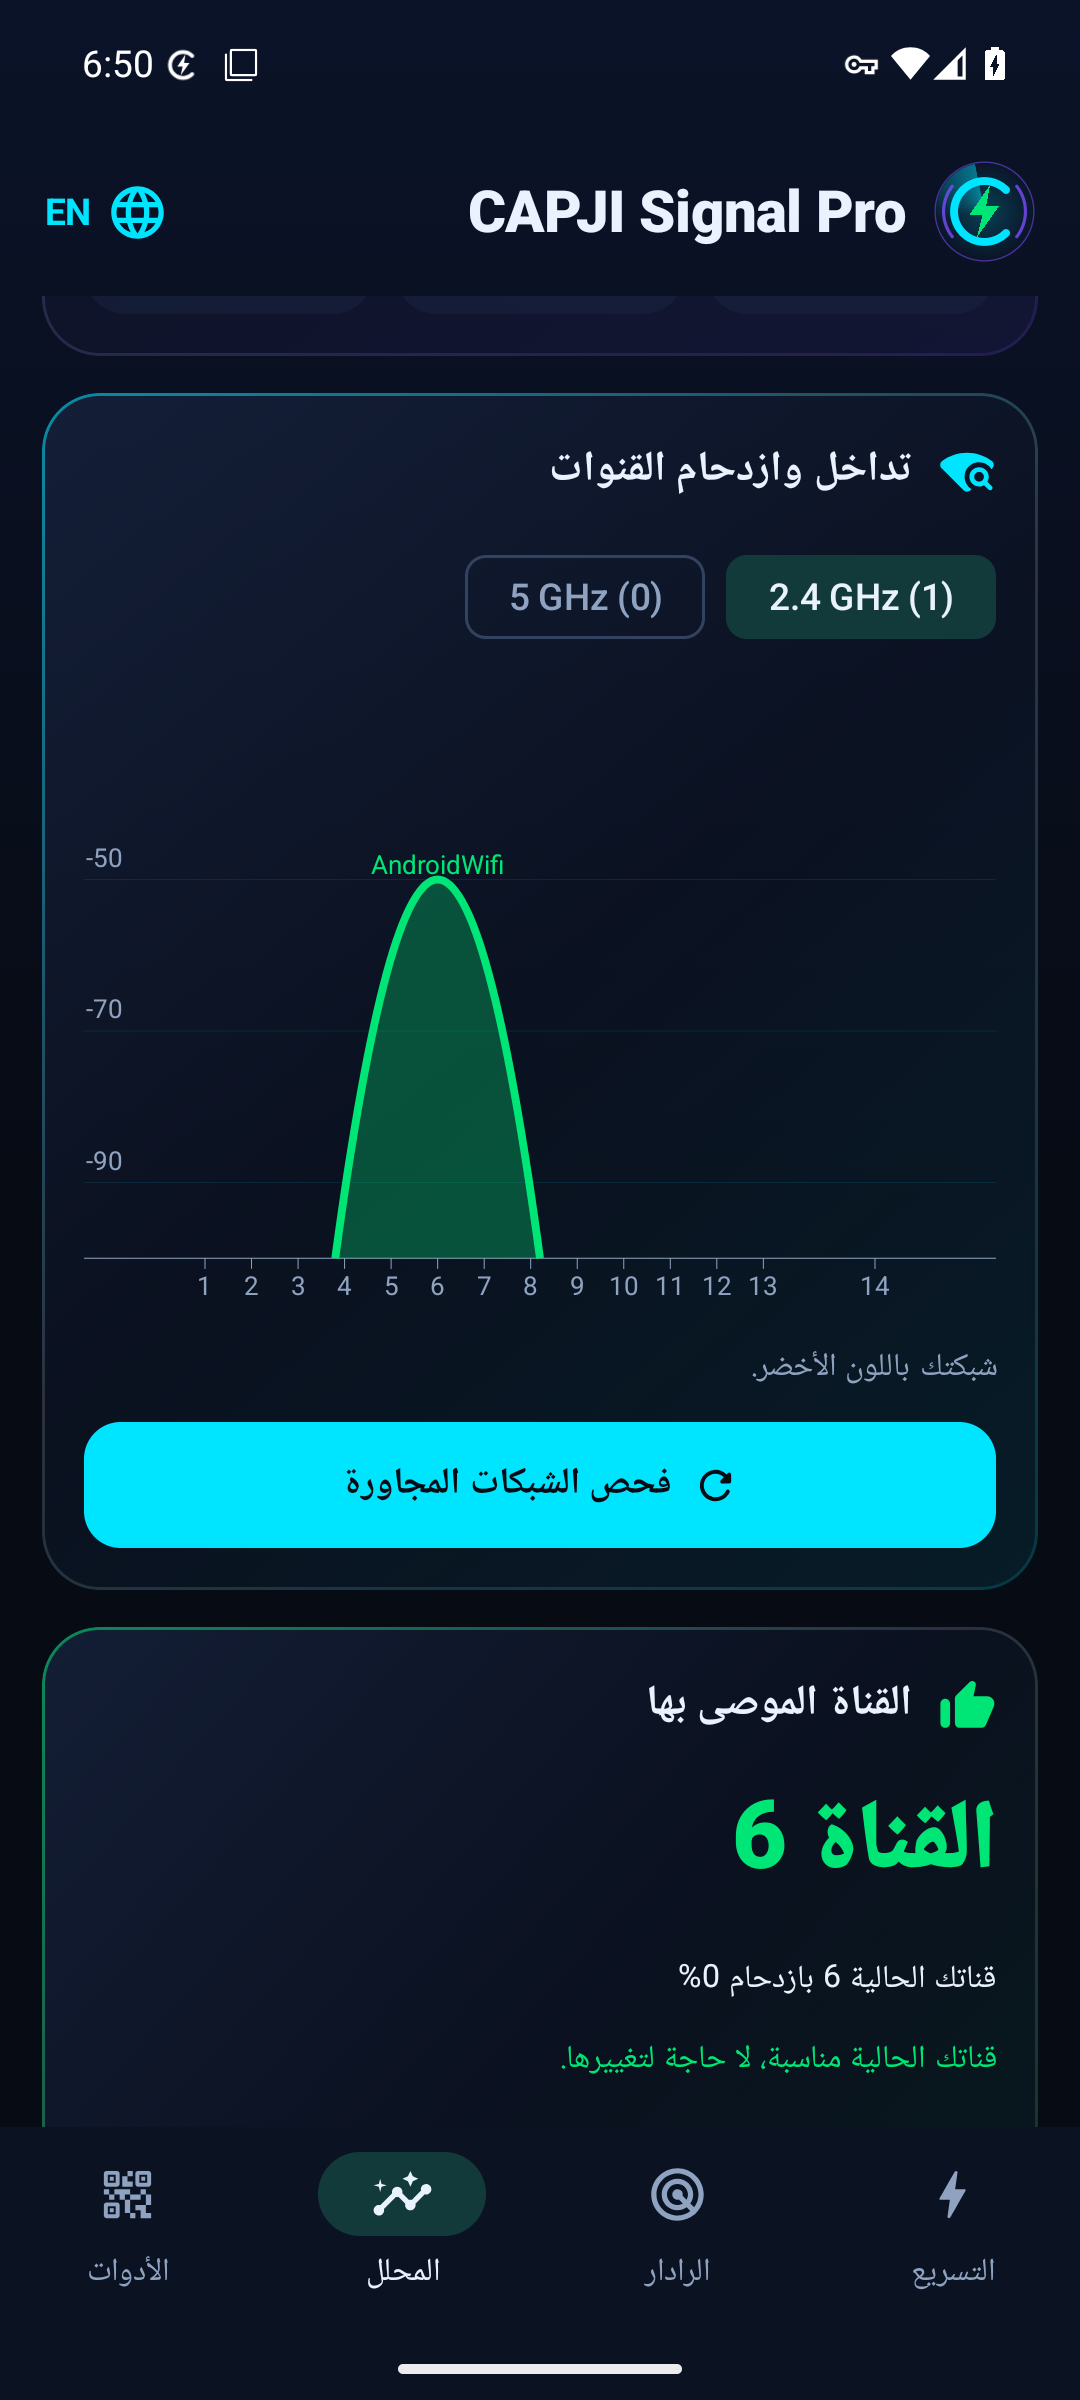 6:50
CAPJI Signal Pro
EN
تداخل وازدحام القنوات
2.4 GHz (1)
5 GHz (0)
AndroidWifi
-50
-70
-90
1 2 3 4 5 6 7 8 9 10 11 12 13 14
شبكتك باللون الأخضر.
فحص الشبكات المجاورة
القناة الموصى بها
القناة 6
قناتك الحالية 6 بازدحام 0%
قناتك الحالية مناسبة، لا حاجة لتغييرها.
التسريع
الرادار
المحلل
الأدوات